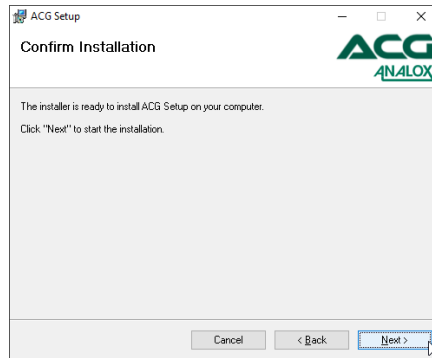 ACG Setup
Confirm Installation
ACG
ANALOX
The installer is ready to install ACG Setup on your computer.
Click "Next" to start the installation.
Cancel
< Back
Next >